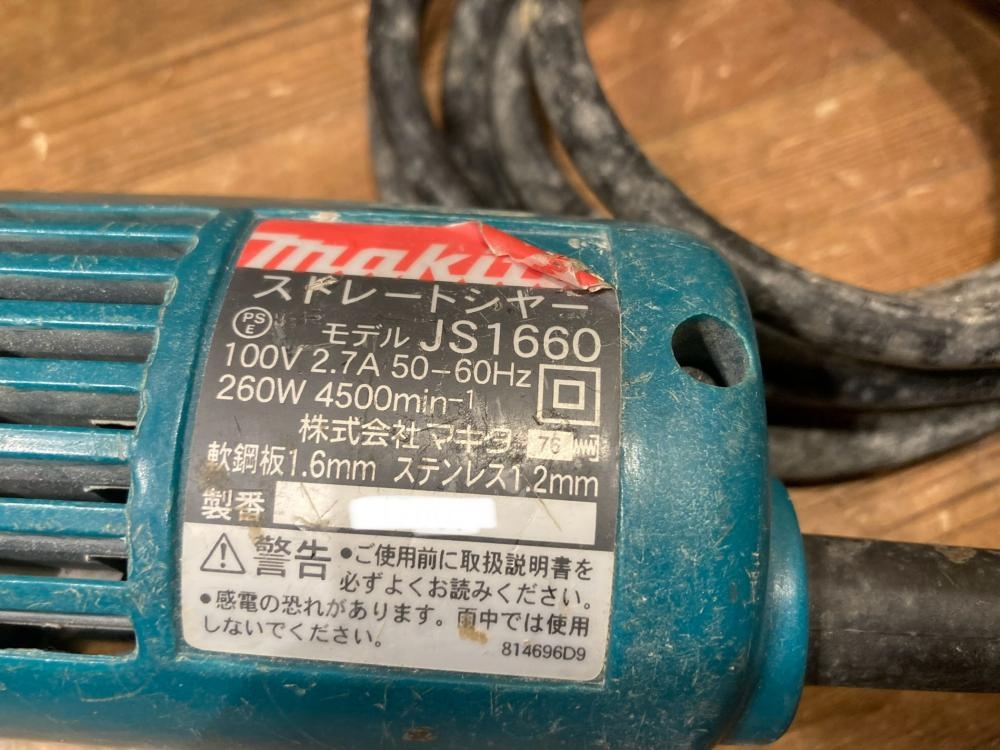 makita
ストレートシヤー
PS
E
モデル JS1660
100V 2.7A 50-60Hz
260W 4500min-1
株式会社マキタ 76
軟鋼板1.6mm ステンレス1.2mm
製番
警告 •ご使用前に取扱説明書を
必ずよくお読みください。
•感電の恐れがあります。雨中では使用
しないでください。
814696D9